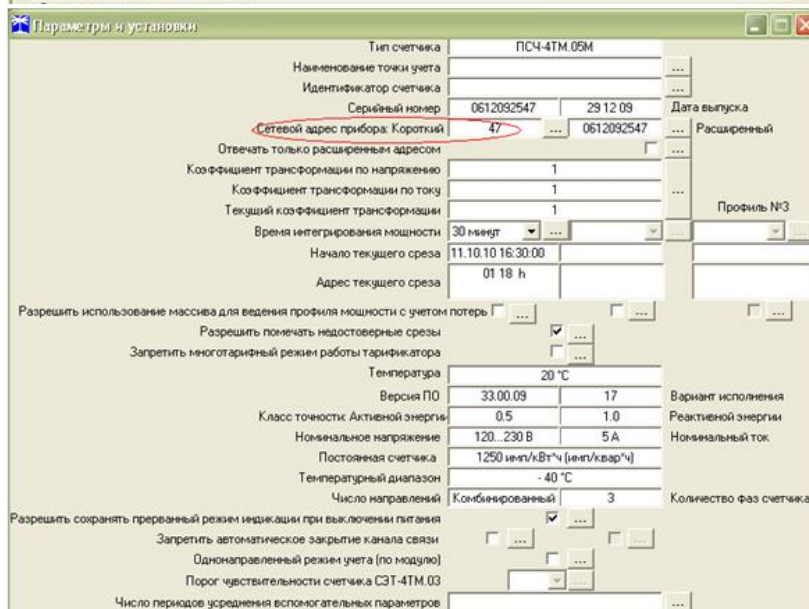 Параметры и установки
Тип счетчика ПСЧ-4ТМ.05М
Наименование точки учета ...
Идентификатор счетчика ...
Серийный номер 0612092547 29 12 09 Дата выпуска
Сетевой адрес прибора: Короткий 47 ... 0612092547 ... Расширенный
Отвечать только расширенным адресом ...
Коэффициент трансформации по напряжению 1
Коэффициент трансформации по току 1 ...
Текущий коэффициент трансформации 1 Профиль №3
Время интегрирования мощности 30 минут ... ... ...
Начало текущего среза 11.10.10 16:30:00
Адрес текущего среза 01 18 h
Разрешить использование массива для ведения профиля мощности с учетом потерь ... ... ...
Разрешить помечать недостоверные срезы ...
Запретить многотарифный режим работы тарификатора ...
Температура 20 °C
Версия ПО 33.00.09 17 Вариант исполнения
Класс точности: Активной энергии 0.5 1.0 Реактивной энергии
Номинальное напряжение 120...230 В 5 А Номинальный ток
Постоянная счетчика 1250 имп/кВт*ч (имп/квар*ч)
Температурный диапазон - 40 °C
Число направлений Комбинированный 3 Количество фаз счетчика
Разрешить сохранять прерванный режим индикации при выключении питания ...
Запретить автоматическое закрытие канала связи ... ...
Однонаправленный режим учета (по модулю) ...
Порог чувствительности счетчика СЭТ-4ТМ.03 ...
Число периодов усреднения вспомогательных параметров ...